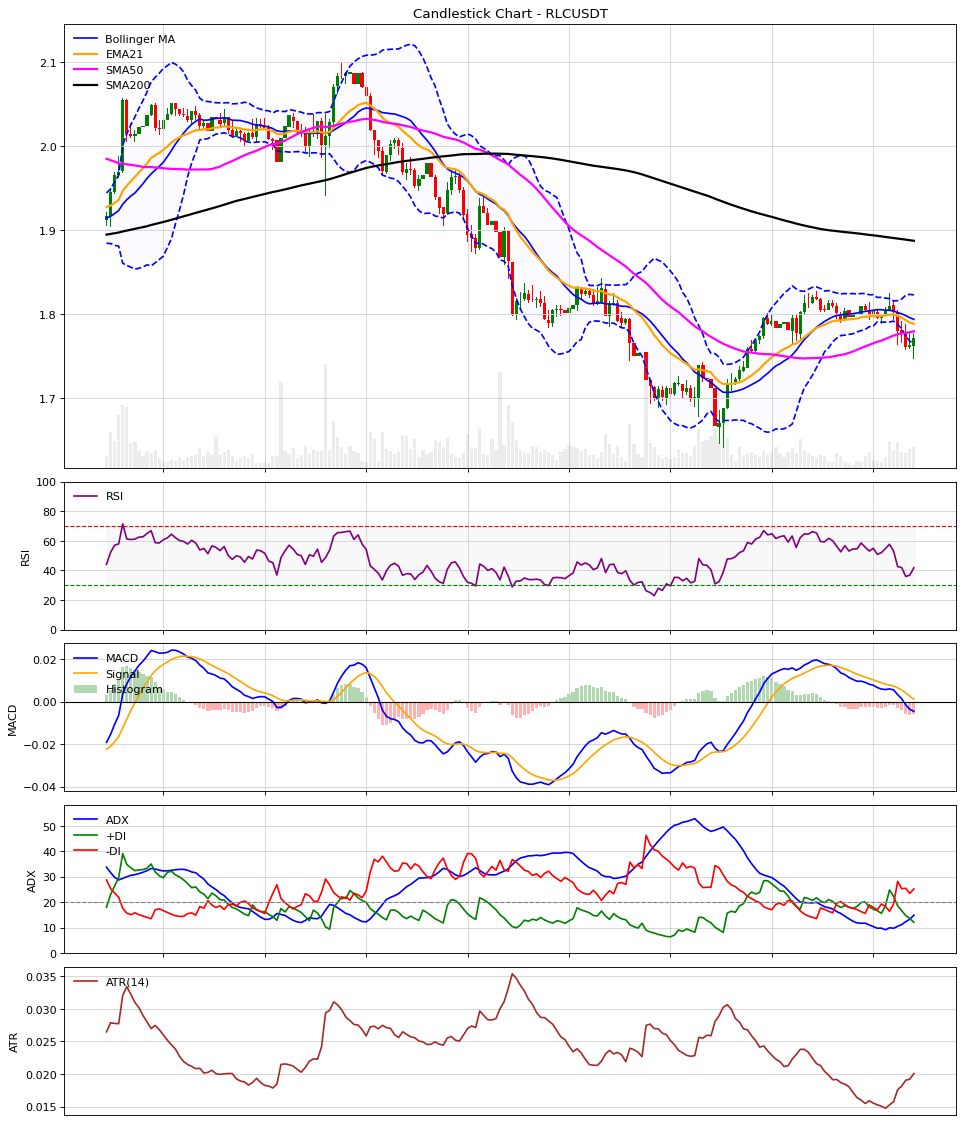 Candlestick Chart - RLCUSDT
Bollinger MA
EMA21
SMA50
SMA200
2.1
2.0
1.9
1.8
1.7
RSI
RSI
100
80
60
40
20
0
MACD
Signal
Histogram
MACD
0.02
0.00
−0.02
−0.04
ADX
+DI
-DI
ADX
50
40
30
20
10
0
ATR(14)
ATR
0.035
0.030
0.025
0.020
0.015